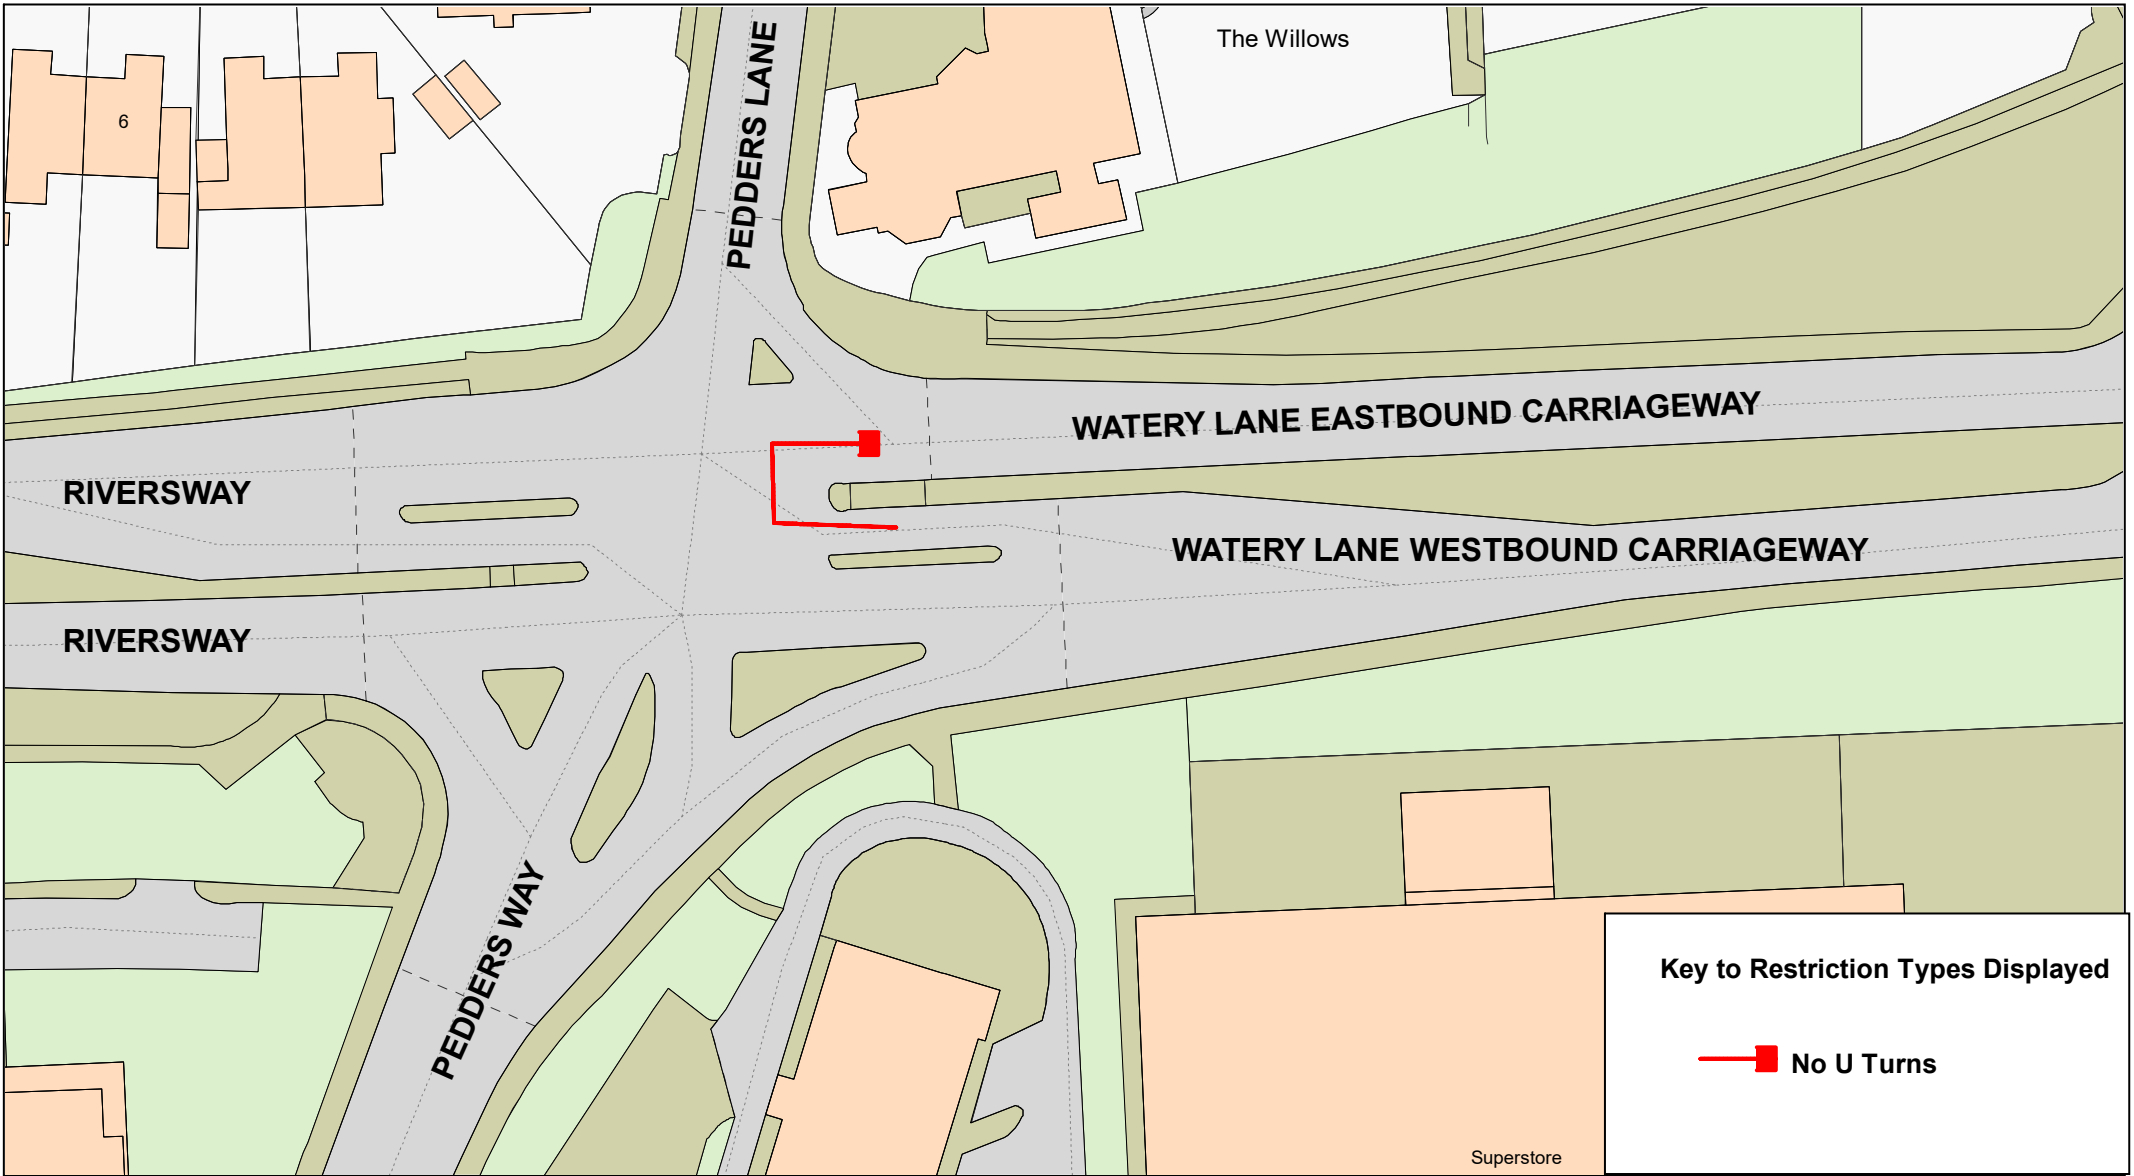 The Willows
PEDDERS LANE
6
WATERY LANE EASTBOUND CARRIAGEWAY
RIVERSWAY
WATERY LANE WESTBOUND CARRIAGEWAY
RIVERSWAY
PEDDERS WAY
Key to Restriction Types Displayed
No U Turns
Superstore